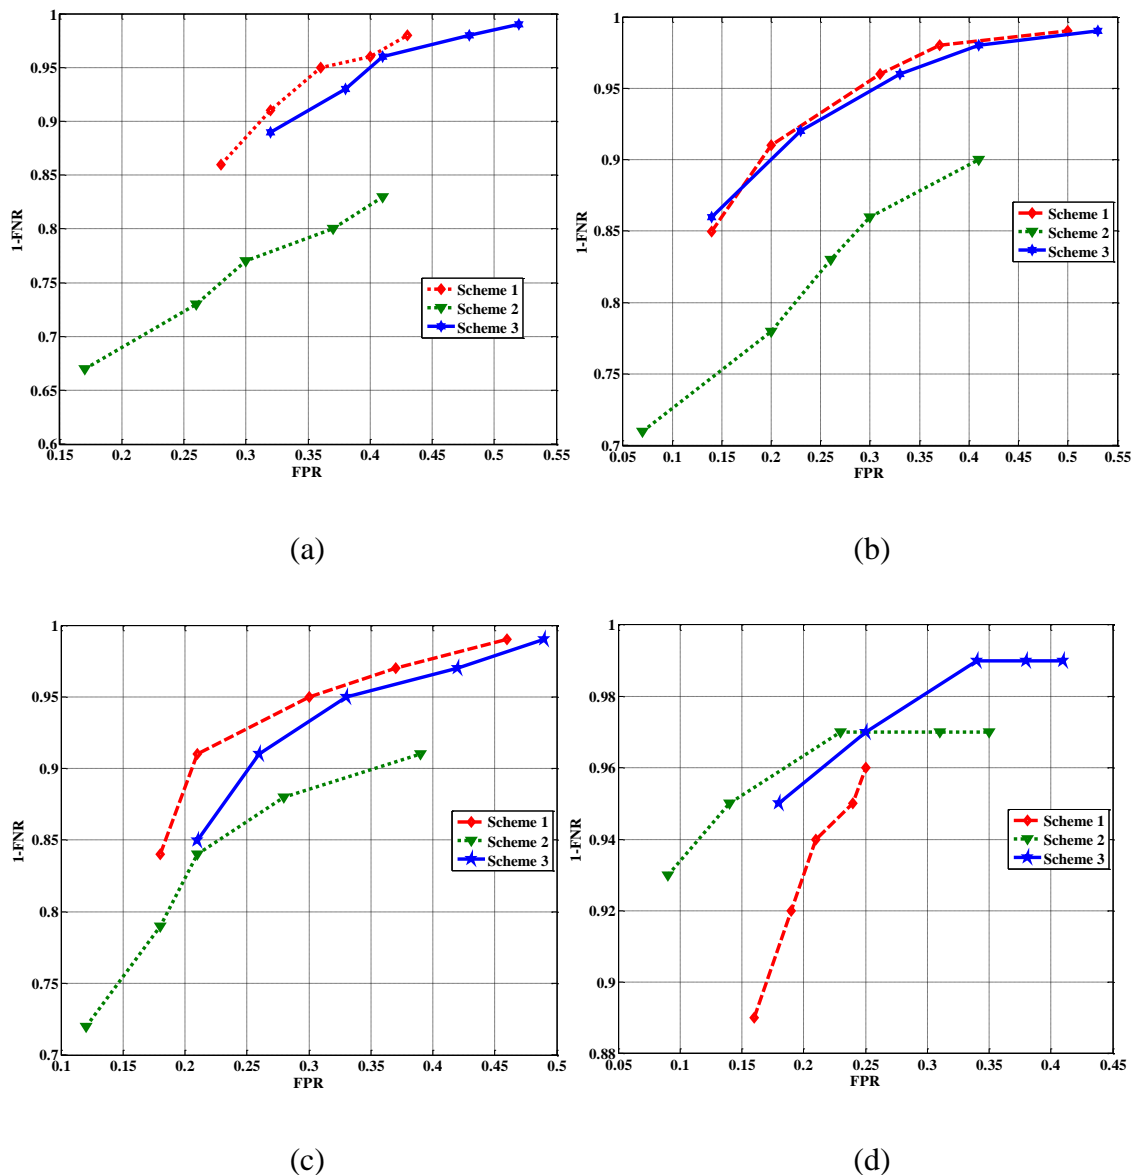 1
0.95
0.9
0.85
0.8
0.75
0.7
0.65
0.6
1-FNR
Scheme 1
Scheme 2
Scheme 3
0.15 0.2 0.25 0.3 0.35 0.4 0.45 0.5 0.55
FPR
(a)
1
0.95
0.9
0.85
0.8
0.75
0.7
1-FNR
Scheme 1
Scheme 2
Scheme 3
0.05 0.1 0.15 0.2 0.25 0.3 0.35 0.4 0.45 0.5 0.55
FPR
(b)
1
0.95
0.9
0.85
0.8
0.75
0.7
1-FNR
Scheme 1
Scheme 2
Scheme 3
0.1 0.15 0.2 0.25 0.3 0.35 0.4 0.45 0.5
FPR
(c)
1
0.98
0.96
0.94
0.92
0.9
0.88
1-FNR
Scheme 1
Scheme 2
Scheme 3
0.05 0.1 0.15 0.2 0.25 0.3 0.35 0.4 0.45
FPR
(d)